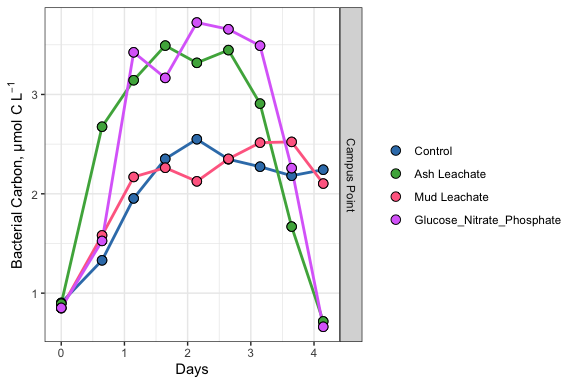 Bacterial Carbon, μmol C L⁻¹
3
2
1
0
1
2
3
4
Days
Campus Point
Control
Ash Leachate
Mud Leachate
Glucose_Nitrate_Phosphate